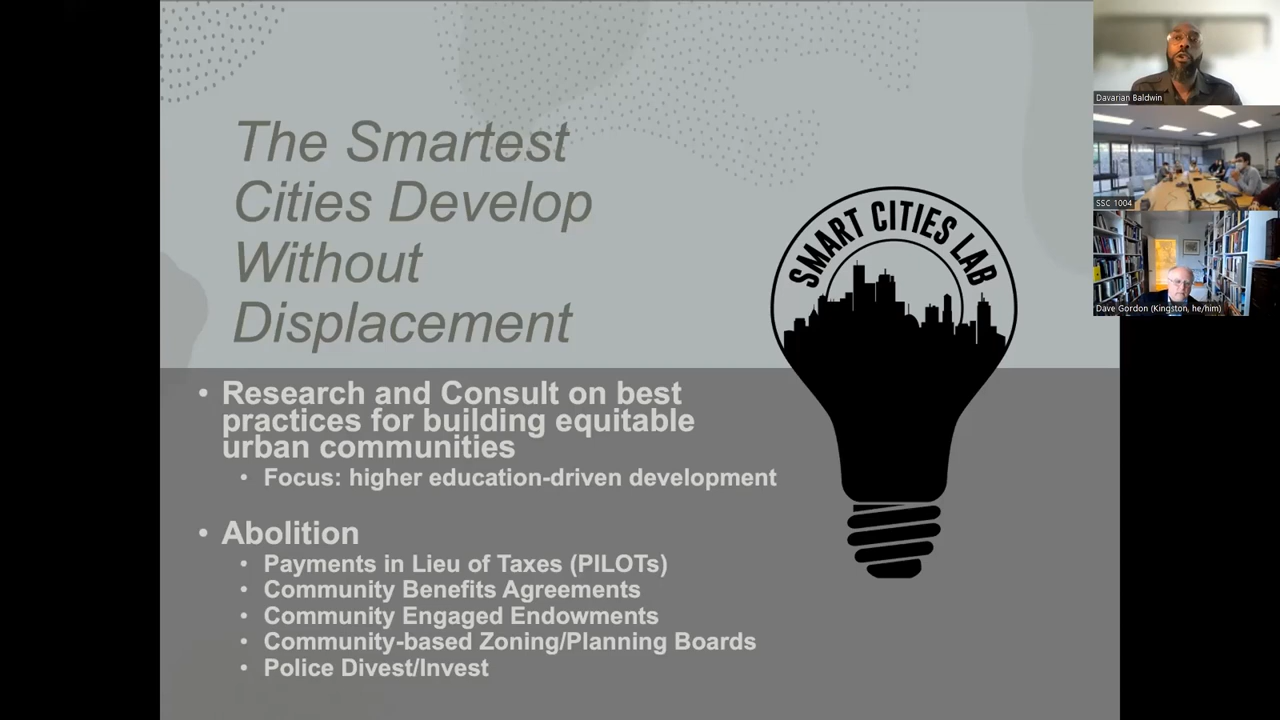 The Smartest
Cities Develop
Without
Displacement
SMART CITIES LAB
• Research and Consult on best
practices for building equitable
urban communities
• Focus: higher education-driven development
• Abolition
• Payments in Lieu of Taxes (PILOTs)
• Community Benefits Agreements
• Community Engaged Endowments
• Community-based Zoning/Planning Boards
• Police Divest/Invest
Davarian Baldwin
SSC 1004
Dave Gordon (Kingston, he/him)